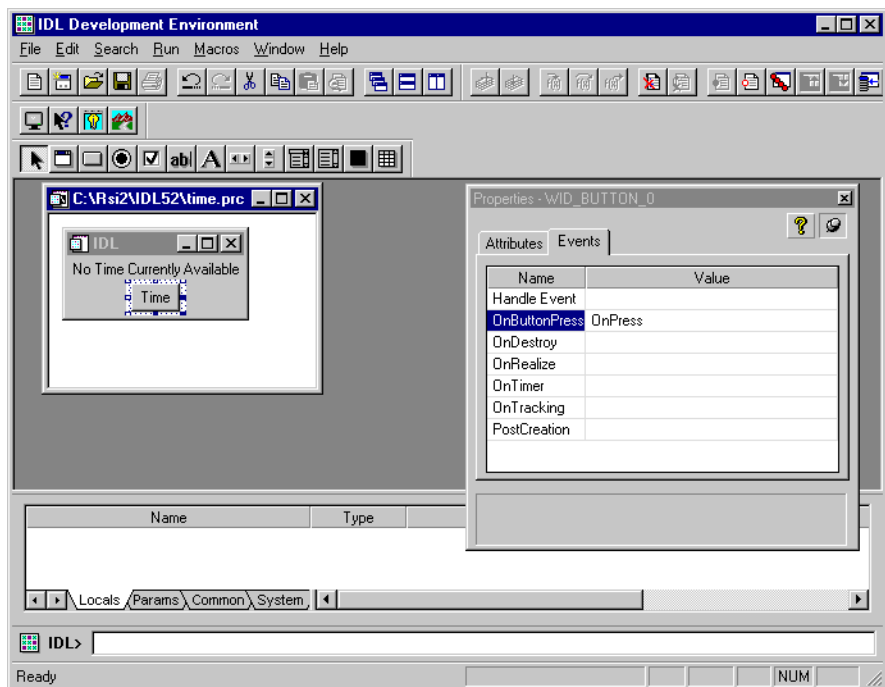 IDL Development Environment
File Edit Search Run Macros Window Help
abl A
C:\Rsi2\IDL52\time.prc
IDL
No Time Currently Available
Time
Properties - WID_BUTTON_0
Attributes Events
Name Value
Handle Event
OnButtonPress OnPress
OnDestroy
OnRealize
OnTimer
OnTracking
PostCreation
Name Type
Locals Params Common System
IDL>
Ready NUM